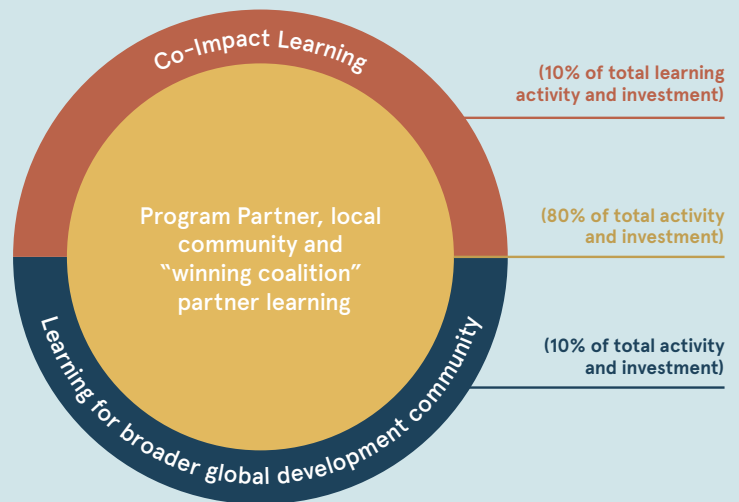 Co-Impact Learning
(10% of total learning
activity and investment)
Program Partner, local
community and
“winning coalition”
partner learning
(80% of total activity
and investment)
Learning for broader global development community
(10% of total activity
and investment)